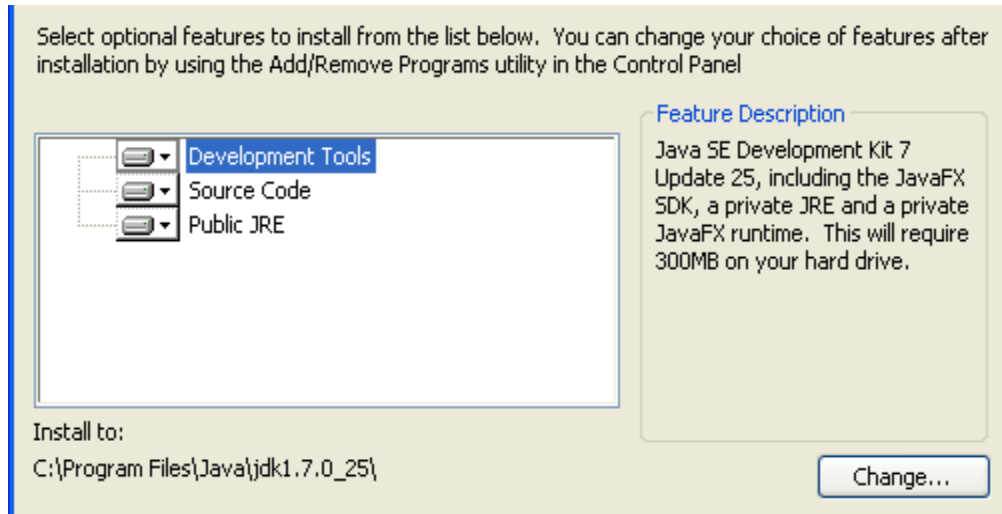 Select optional features to install from the list below.  You can change your choice of features after
installation by using the Add/Remove Programs utility in the Control Panel
Feature Description
Development Tools
Source Code
Public JRE
Java SE Development Kit 7
Update 25, including the JavaFX
SDK, a private JRE and a private
JavaFX runtime.  This will require
300MB on your hard drive.
Install to:
C:\Program Files\Java\jdk1.7.0_25\
Change...